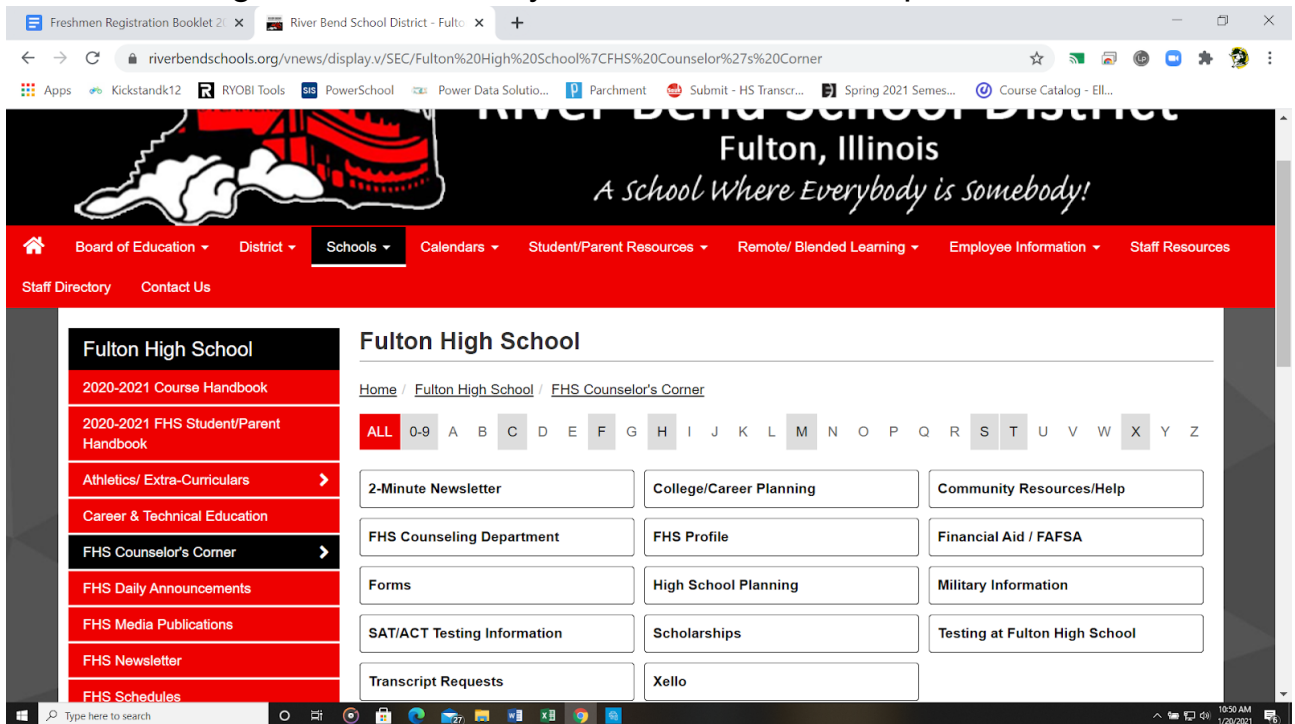 Freshmen Registration Booklet 20
River Bend School District - Fulto
riverbendschools.org/vnews/display.v/SEC/Fulton%20High%20School%7CFHS%20Counselor%27s%20Corner
Apps Kickstandk12 RYOBI Tools SIS PowerSchool Power Data Solutio... Parchment Submit - HS Transcr... Spring 2021 Semes... Course Catalog - Ell...
River Bend School District
Fulton, Illinois
A School Where Everybody is Somebody!
Board of Education District Schools Calendars Student/Parent Resources Remote/ Blended Learning Employee Information Staff Resources
Staff Directory Contact Us
Fulton High School
2020-2021 Course Handbook
2020-2021 FHS Student/Parent
Handbook
Athletics/ Extra-Curriculars
Career & Technical Education
FHS Counselor's Corner
FHS Daily Announcements
FHS Media Publications
FHS Newsletter
FHS Schedules
Fulton High School
Home / Fulton High School / FHS Counselor's Corner
ALL 0-9 A B C D E F G H I J K L M N O P Q R S T U V W X Y Z
2-Minute Newsletter College/Career Planning Community Resources/Help
FHS Counseling Department FHS Profile Financial Aid / FAFSA
Forms High School Planning Military Information
SAT/ACT Testing Information Scholarships Testing at Fulton High School
Transcript Requests Xello
Type here to search
10:50 AM
1/20/2021